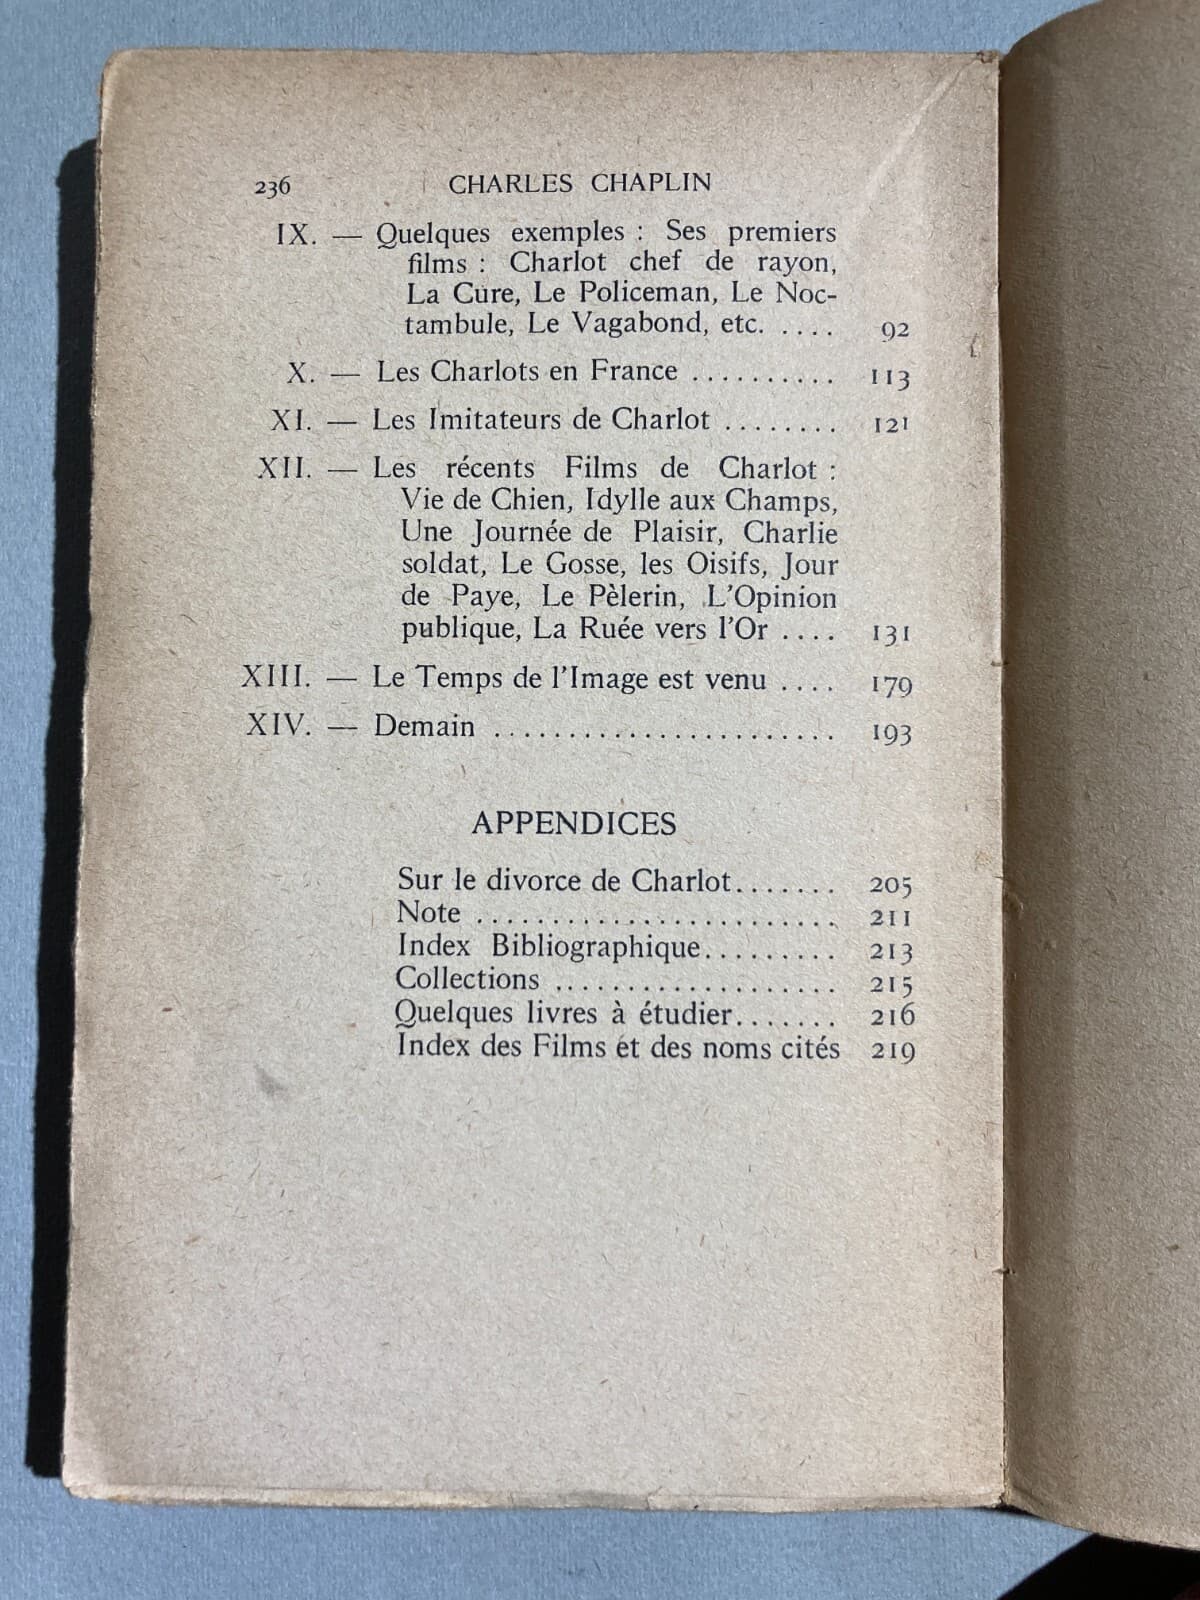 236 CHARLES CHAPLIN
IX. — Quelques exemples : Ses premiers
films : Charlot chef de rayon,
La Cure, Le Policeman, Le Noc-
tambule, Le Vagabond, etc. .... 92
X. — Les Charlots en France .......... 113
XI. — Les Imitateurs de Charlot ........ 121
XII. — Les récents Films de Charlot :
Vie de Chien, Idylle aux Champs,
Une Journée de Plaisir, Charlie
soldat, Le Gosse, les Oisifs, Jour
de Paye, Le Pèlerin, L'Opinion
publique, La Ruée vers l'Or .... 131
XIII. — Le Temps de l'Image est venu .... 179
XIV. — Demain ....................... 193
APPENDICES
Sur le divorce de Charlot....... 205
Note ........................ 211
Index Bibliographique......... 213
Collections ................... 215
Quelques livres à étudier....... 216
Index des Films et des noms cités 219